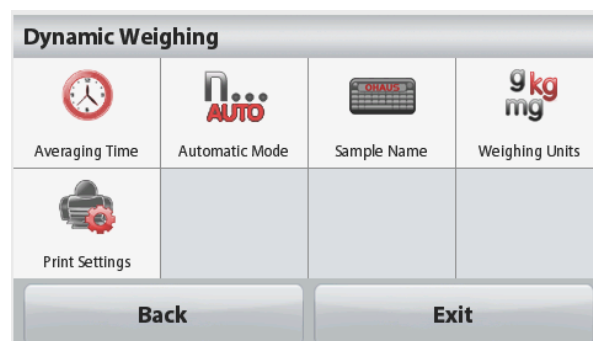 Dynamic Weighing
n...
AUTO
OHAUS
g kg
mg
Averaging Time
Automatic Mode
Sample Name
Weighing Units
Print Settings
Back
Exit